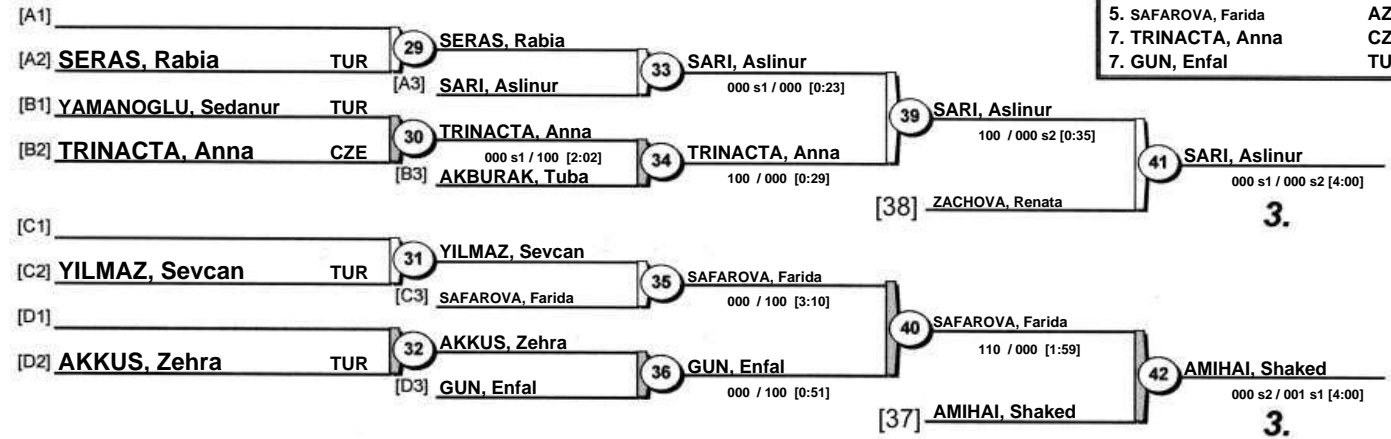 5. SAFAROVA, Farida AZ
7. TRINACTA, Anna CZ
7. GUN, Enfal TU
[A1]
[A2] SERAS, Rabia TUR
29
SERAS, Rabia
[A3] SARI, Aslinur
33
SARI, Aslinur
000 s1 / 000 [0:23]
[B1] YAMANOGLU, Sedanur TUR
[B2] TRINACTA, Anna CZE
30
TRINACTA, Anna
000 s1 / 100 [2:02]
[B3] AKBURAK, Tuba
34
TRINACTA, Anna
100 / 000 [0:29]
39
SARI, Aslinur
100 / 000 s2 [0:35]
[38] ZACHOVA, Renata
41
SARI, Aslinur
000 s1 / 000 s2 [4:00]
3.
[C1]
[C2] YILMAZ, Sevcan TUR
31
YILMAZ, Sevcan
[C3] SAFAROVA, Farida
35
SAFAROVA, Farida
000 / 100 [3:10]
[D1]
[D2] AKKUS, Zehra TUR
32
AKKUS, Zehra
[D3] GUN, Enfal
36
GUN, Enfal
000 / 100 [0:51]
40
SAFAROVA, Farida
110 / 000 [1:59]
[37] AMIHAI, Shaked
42
AMIHAI, Shaked
000 s2 / 001 s1 [4:00]
3.